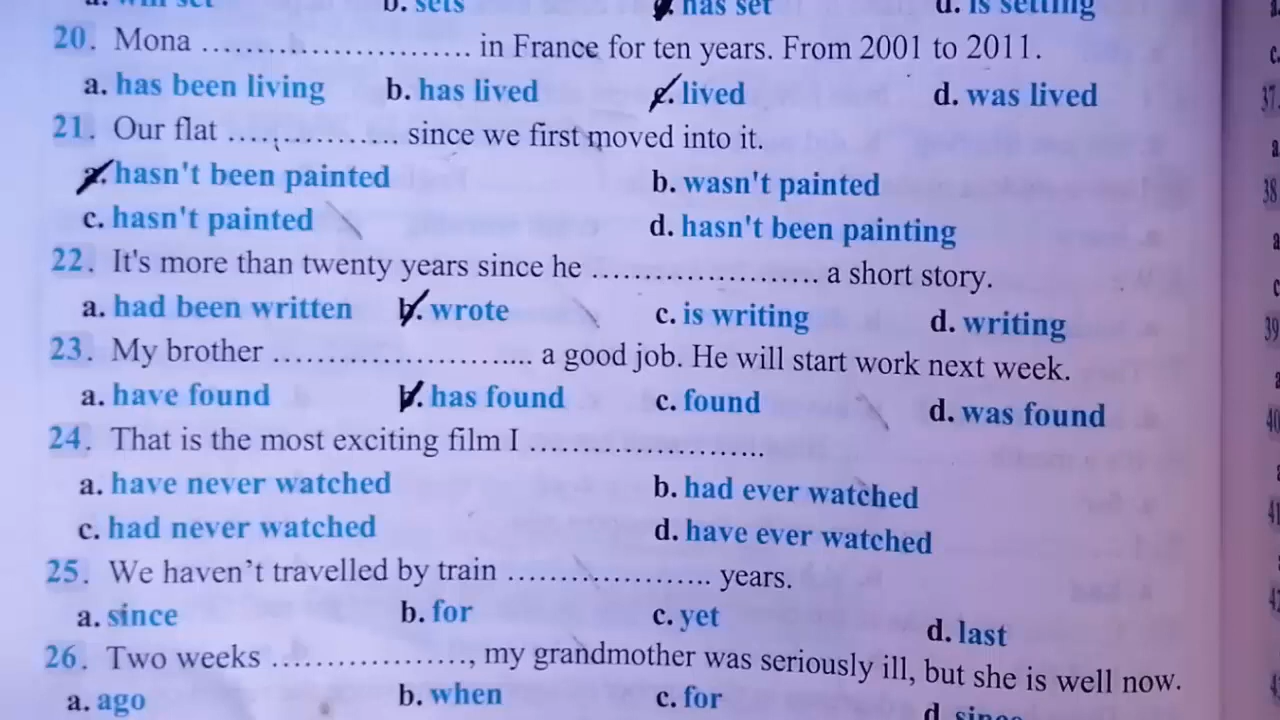 b. sets has set d. is setting
20. Mona ........................... in France for ten years. From 2001 to 2011.
a. has been living b. has lived c. lived d. was lived
21. Our flat ................. since we first moved into it.
a. hasn't been painted b. wasn't painted
c. hasn't painted d. hasn't been painting
22. It's more than twenty years since he ...................... a short story.
a. had been written b. wrote c. is writing d. writing
23. My brother ......................... a good job. He will start work next week.
a. have found b. has found c. found d. was found
24. That is the most exciting film I .......................
a. have never watched b. had ever watched
c. had never watched d. have ever watched
25. We haven't travelled by train .................... years.
a. since b. for c. yet d. last
26. Two weeks ..................., my grandmother was seriously ill, but she is well now.
a. ago b. when c. for d. since